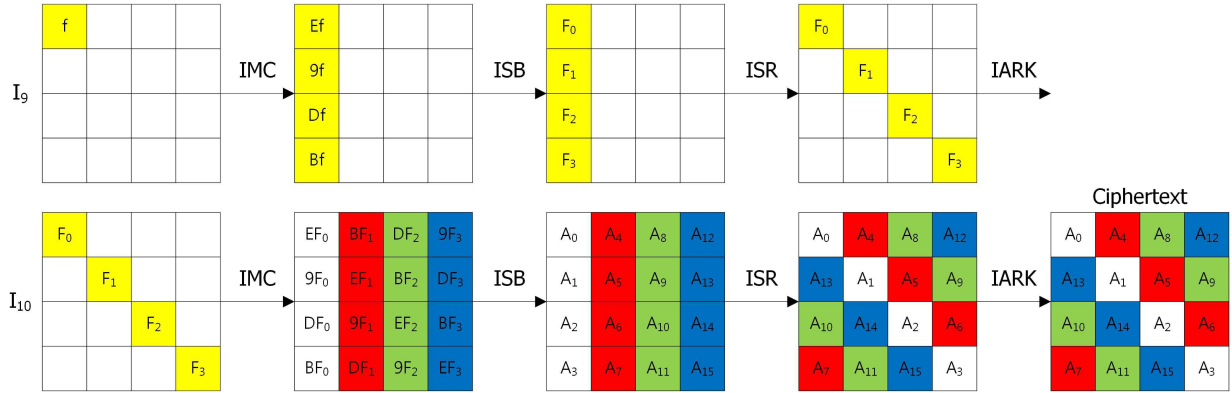 f Ef F₀ F₀
IMC 9f ISB F₁ ISR F₁ IARK
I₉
Df F₂ F₂
Bf F₃ F₃
Ciphertext
F₀ EF₀ BF₁ DF₂ 9F₃ A₀ A₄ A₈ A₁₂ A₀ A₄ A₈ A₁₂ A₀ A₄ A₈ A₁₂
F₁ IMC 9F₀ EF₁ BF₂ DF₃ ISB A₁ A₅ A₉ A₁₃ ISR A₁₃ A₁ A₅ A₉ IARK A₁₃ A₁ A₅ A₉
I₁₀
F₂ DF₀ 9F₁ EF₂ BF₃ A₂ A₆ A₁₀ A₁₄ A₁₀ A₁₄ A₂ A₆ A₁₀ A₁₄ A₂ A₆
F₃ BF₀ DF₁ 9F₂ EF₃ A₃ A₇ A₁₁ A₁₅ A₇ A₁₁ A₁₅ A₃ A₇ A₁₁ A₁₅ A₃